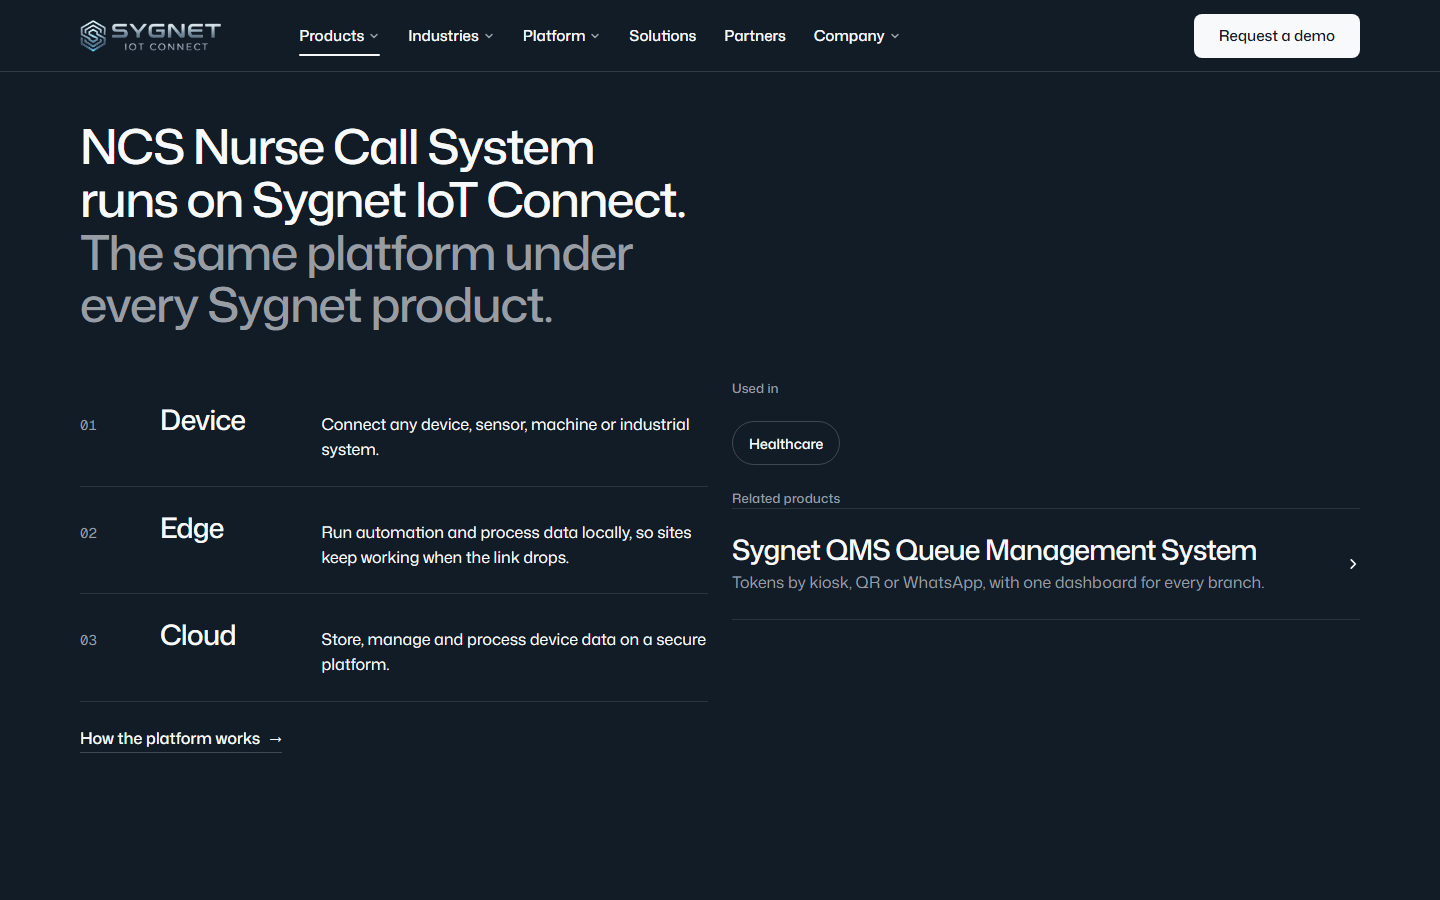 SYGNET
IOT CONNECT
Products
Industries
Platform
Solutions
Partners
Company
Request a demo
NCS Nurse Call System
runs on Sygnet IoT Connect.
The same platform under
every Sygnet product.
01
Device
Connect any device, sensor, machine or industrial
system.
02
Edge
Run automation and process data locally, so sites
keep working when the link drops.
03
Cloud
Store, manage and process device data on a secure
platform.
How the platform works →
Used in
Healthcare
Related products
Sygnet QMS Queue Management System
Tokens by kiosk, QR or WhatsApp, with one dashboard for every branch.